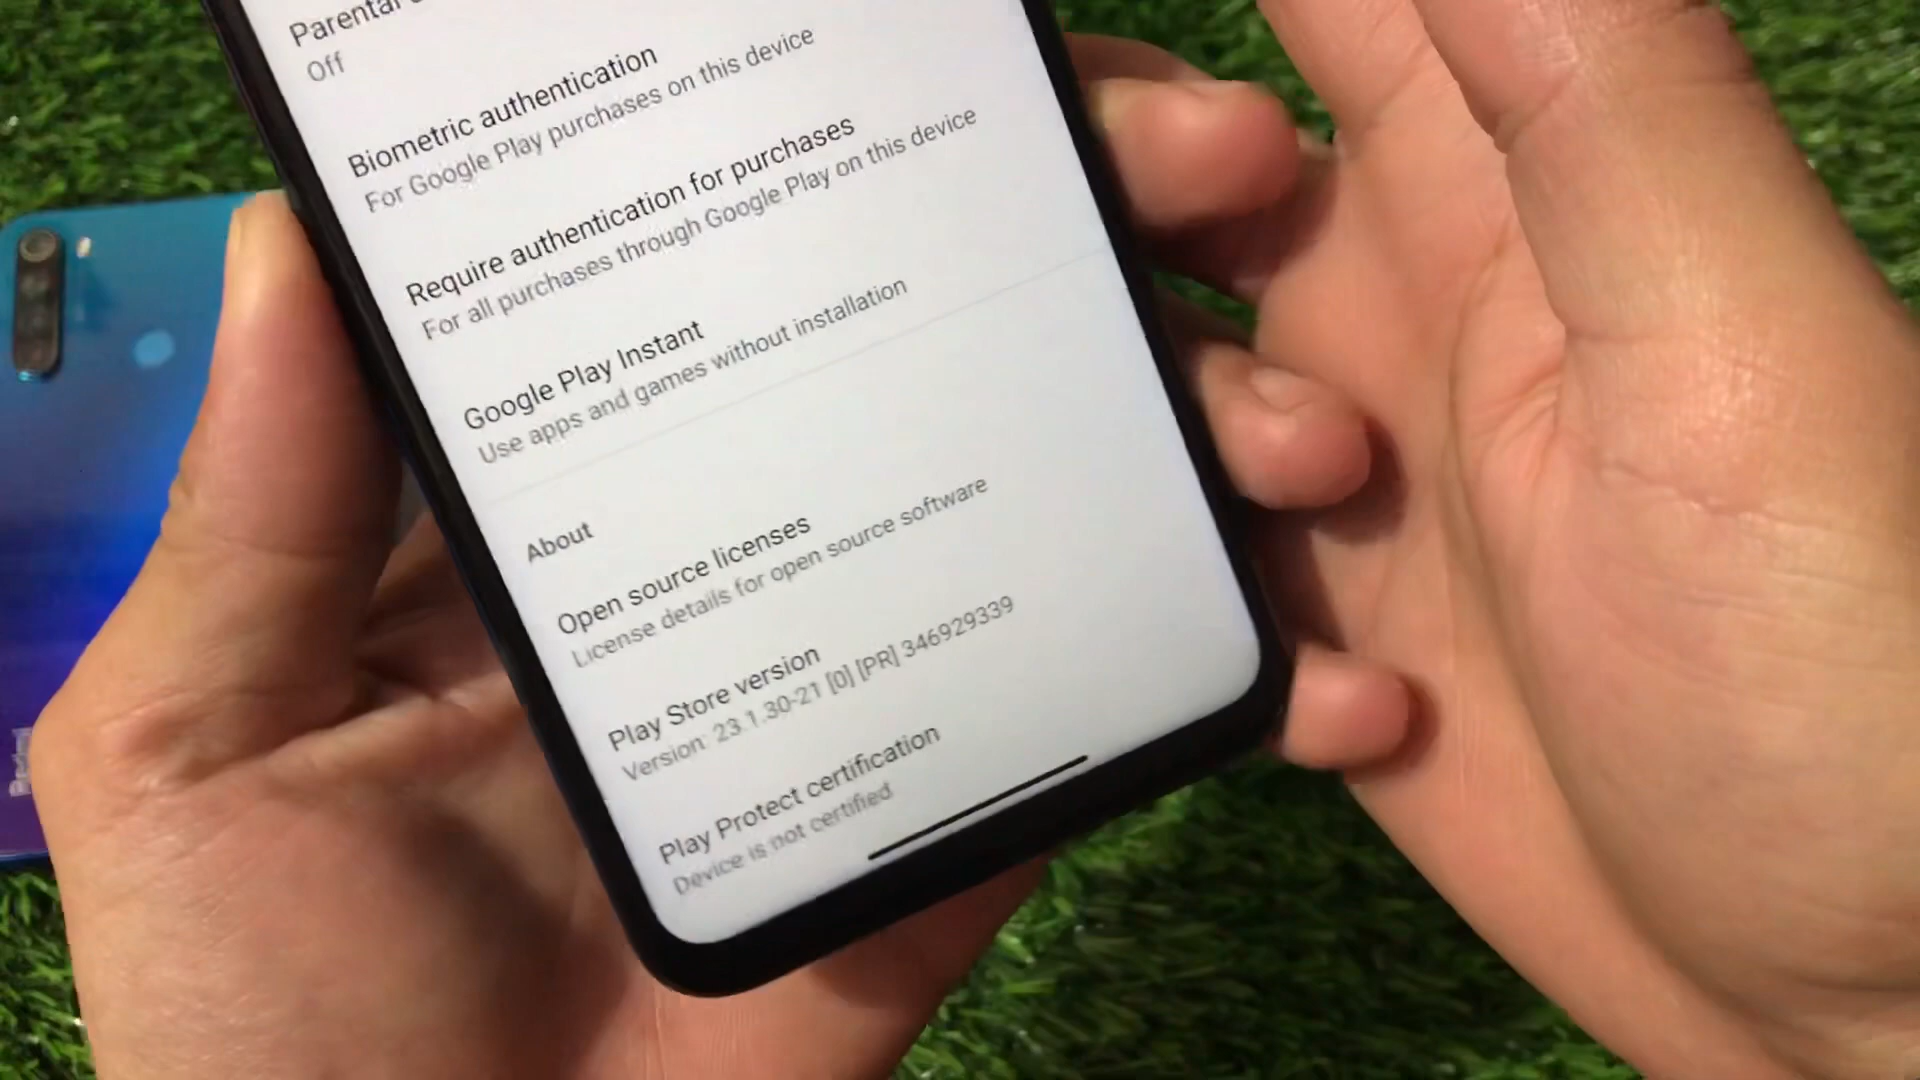 Parental
Off
Biometric authentication
For Google Play purchases on this device
Require authentication for purchases
For all purchases through Google Play on this device
Google Play Instant
Use apps and games without installation
About
Open source licenses
License details for open source software
Play Store version
Version: 23.1.30-21 [0] [PR] 346929339
Play Protect certification
Device is not certified